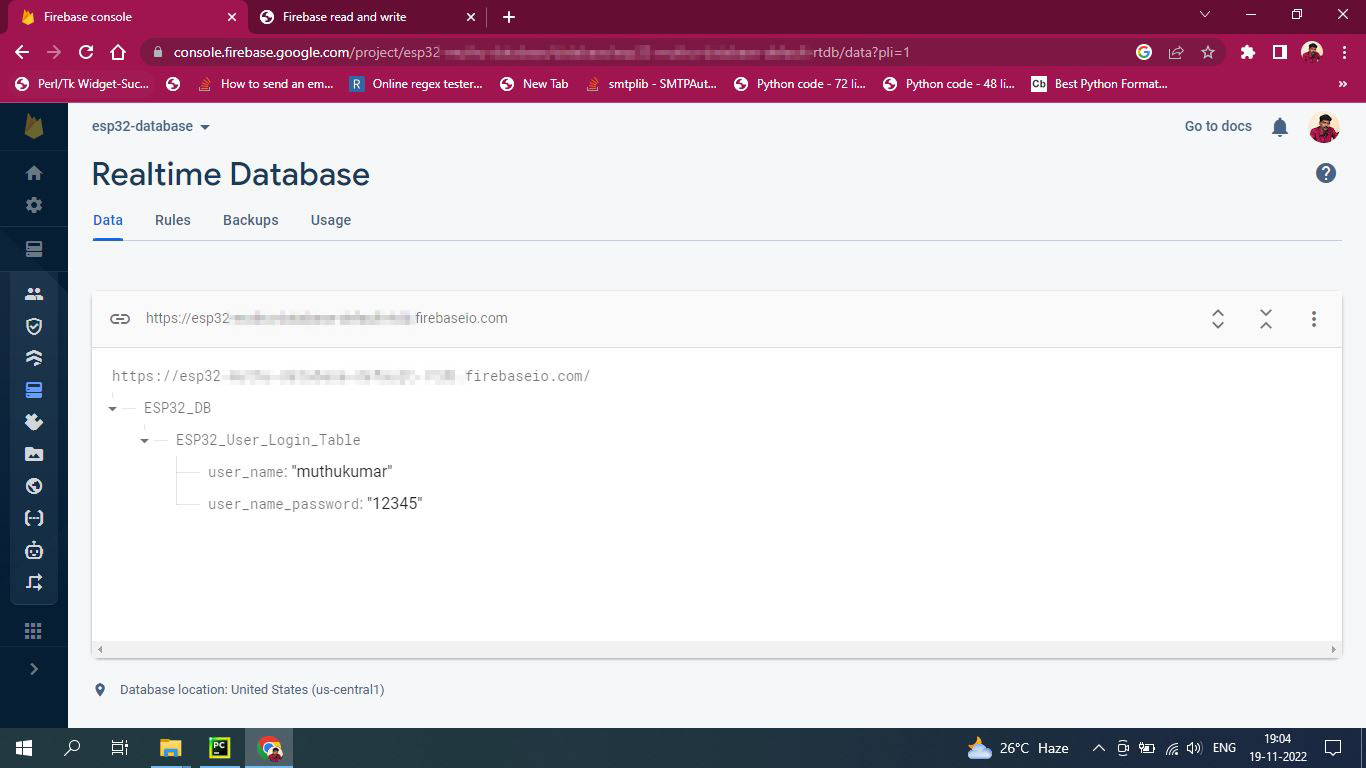 Firebase console
Firebase read and write
console.firebase.google.com/project/esp32 rtdb/data?pli=1
Perl/Tk Widget-Suc... How to send an em... R Online regex tester... New Tab smtplib - SMTPAut... Python code - 72 li... Python code - 48 li... Cb Best Python Format... »
esp32-database
Go to docs
Realtime Database
Data Rules Backups Usage
https://esp32 firebaseio.com
https://esp32 firebaseio.com/
ESP32_DB
ESP32_User_Login_Table
user_name: "muthukumar"
user_name_password: "12345"
Database location: United States (us-central1)
PC
26°C Haze
ENG
19:04
19-11-2022